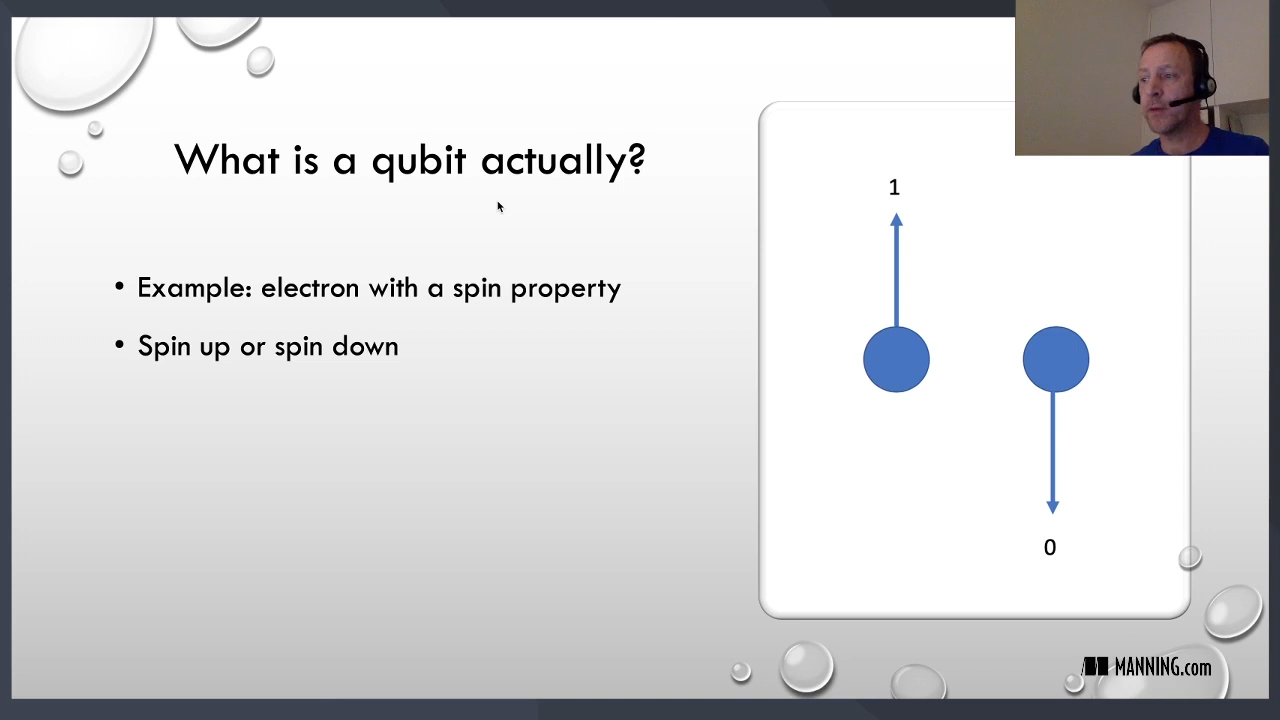 What is a qubit actually?
• Example: electron with a spin property
• Spin up or spin down
1
0
MANNING.com